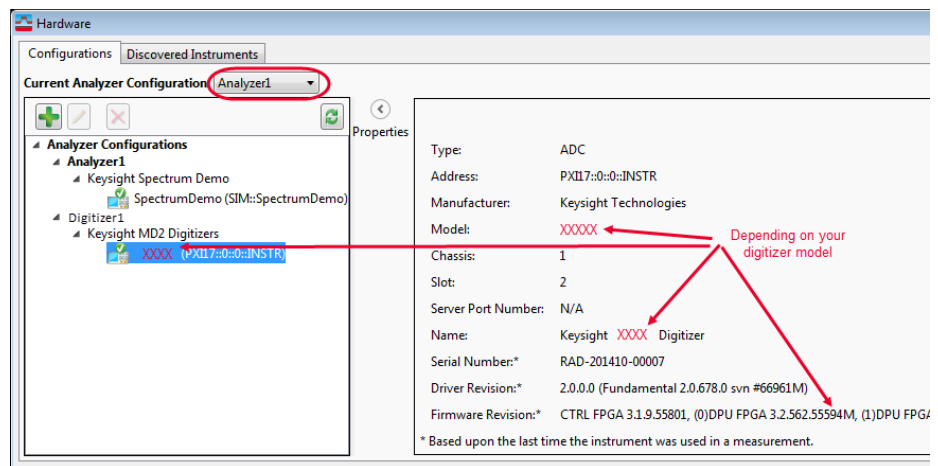 Hardware
Configurations Discovered Instruments
Current Analyzer Configuration Analyzer1
Properties
Analyzer Configurations
Analyzer1
Keysight Spectrum Demo
SpectrumDemo (SIM::SpectrumDemo)
Digitizer1
Keysight MD2 Digitizers
XXXX (PXI17::0::0::INSTR)
Type: ADC
Address: PXI17::0::0::INSTR
Manufacturer: Keysight Technologies
Model: XXXXX
Chassis: 1
Slot: 2
Server Port Number: N/A
Name: Keysight XXXX Digitizer
Serial Number:* RAD-201410-00007
Driver Revision:* 2.0.0.0 (Fundamental 2.0.678.0 svn #66961M)
Firmware Revision:* CTRL FPGA 3.1.9.55801, (0)DPU FPGA 3.2.562.55594M, (1)DPU FPGA
* Based upon the last time the instrument was used in a measurement.
Depending on your
digitizer model